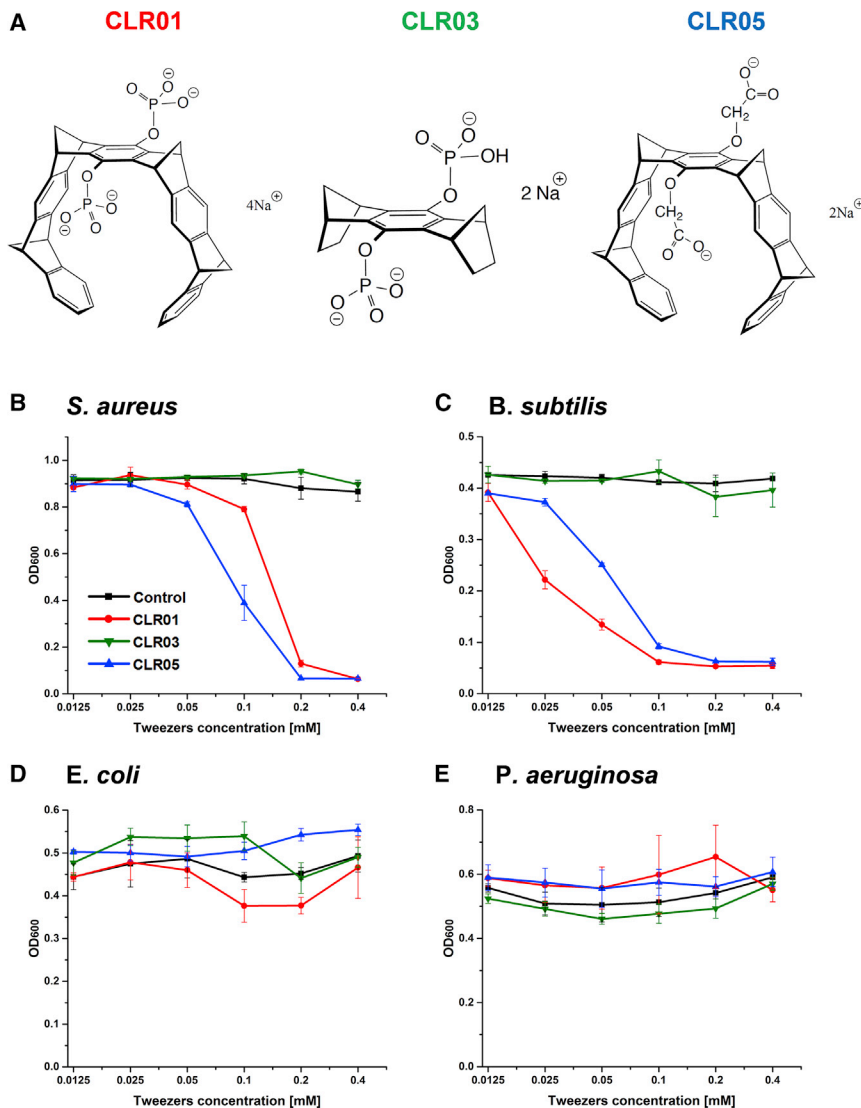 A
CLR01
CLR03
CLR05
O⊖
O=P-O⊖
O
O
⊖O-P=O
O⊖
4Na⊕
⊖
O
O=P-OH
O
O
P
O⊖
O
O
⊖
2 Na⊕
O⊖
C=O
CH2
O
O
CH2
C-O⊖
O
2Na⊕
B S. aureus
1.0
0.8
0.6
0.4
0.2
0.0
OD600
Control
CLR01
CLR03
CLR05
0.0125 0.025 0.05 0.1 0.2 0.4
Tweezers concentration [mM]
C B. subtilis
0.5
0.4
0.3
0.2
0.1
0.0
OD600
0.0125 0.025 0.05 0.1 0.2 0.4
Tweezers concentration [mM]
D E. coli
0.6
0.5
0.4
0.3
0.2
0.1
0.0
OD600
0.0125 0.025 0.05 0.1 0.2 0.4
Tweezers concentration [mM]
E P. aeruginosa
0.8
0.6
0.4
0.2
0.0
OD600
0.0125 0.025 0.05 0.1 0.2 0.4
Tweezers concentration [mM]